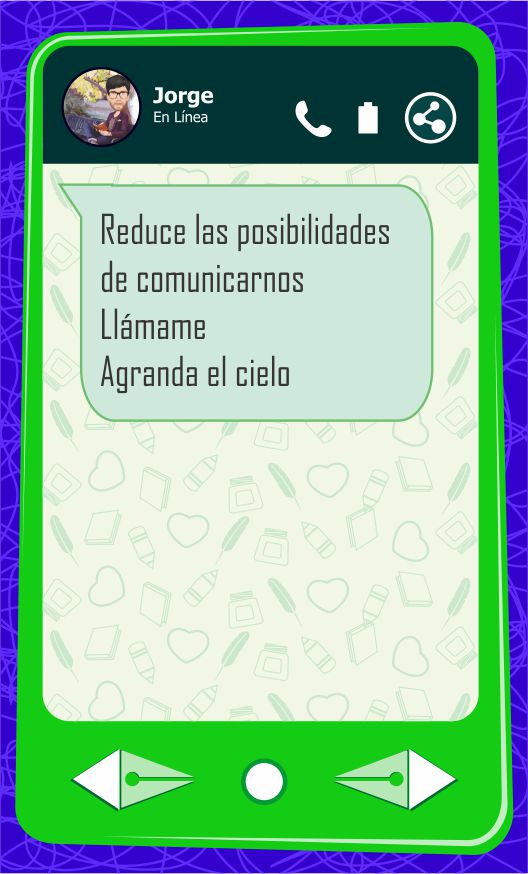 Jorge
En Línea
Reduce las posibilidades
de comunicarnos
Llámame
Agranda el cielo